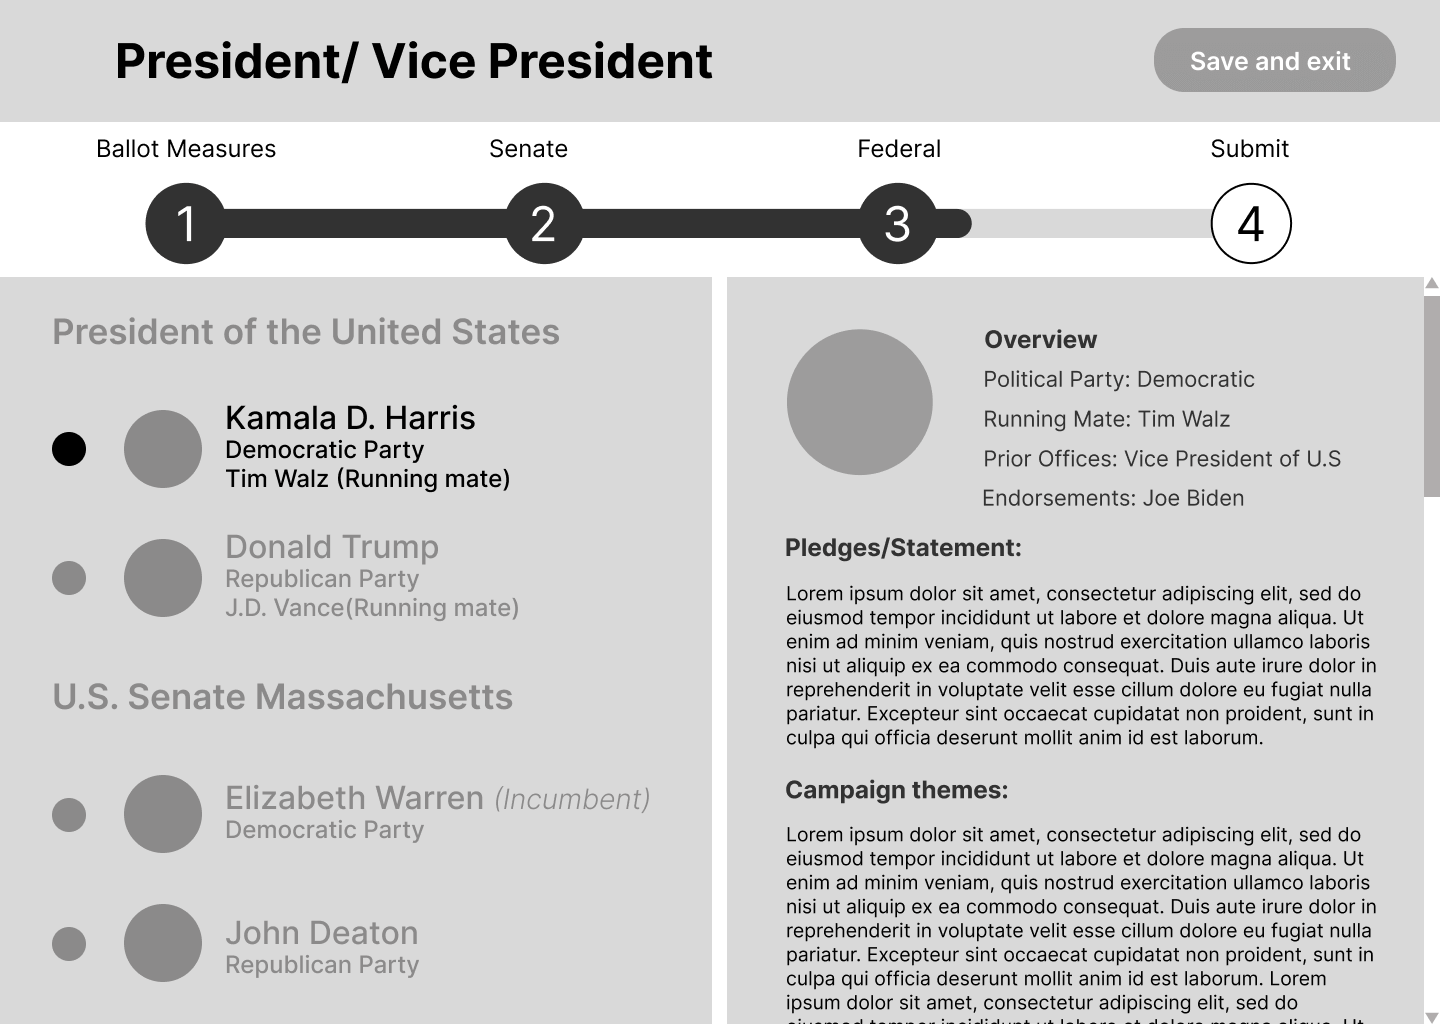 President/ Vice President
Save and exit
Ballot Measures
Senate
Federal
Submit
1
2
3
4
President of the United States
Kamala D. Harris
Democratic Party
Tim Walz (Running mate)
Donald Trump
Republican Party
J.D. Vance(Running mate)
U.S. Senate Massachusetts
Elizabeth Warren (Incumbent)
Democratic Party
John Deaton
Republican Party
Overview
Political Party: Democratic
Running Mate: Tim Walz
Prior Offices: Vice President of U.S
Endorsements: Joe Biden
Pledges/Statement:
Lorem ipsum dolor sit amet, consectetur adipiscing elit, sed do
eiusmod tempor incididunt ut labore et dolore magna aliqua. Ut
enim ad minim veniam, quis nostrud exercitation ullamco laboris
nisi ut aliquip ex ea commodo consequat. Duis aute irure dolor in
reprehenderit in voluptate velit esse cillum dolore eu fugiat nulla
pariatur. Excepteur sint occaecat cupidatat non proident, sunt in
culpa qui officia deserunt mollit anim id est laborum.
Campaign themes:
Lorem ipsum dolor sit amet, consectetur adipiscing elit, sed do
eiusmod tempor incididunt ut labore et dolore magna aliqua. Ut
enim ad minim veniam, quis nostrud exercitation ullamco laboris
nisi ut aliquip ex ea commodo consequat. Duis aute irure dolor in
reprehenderit in voluptate velit esse cillum dolore eu fugiat nulla
pariatur. Excepteur sint occaecat cupidatat non proident, sunt in
culpa qui officia deserunt mollit anim id est laborum. Lorem
ipsum dolor sit amet, consectetur adipiscing elit, sed do